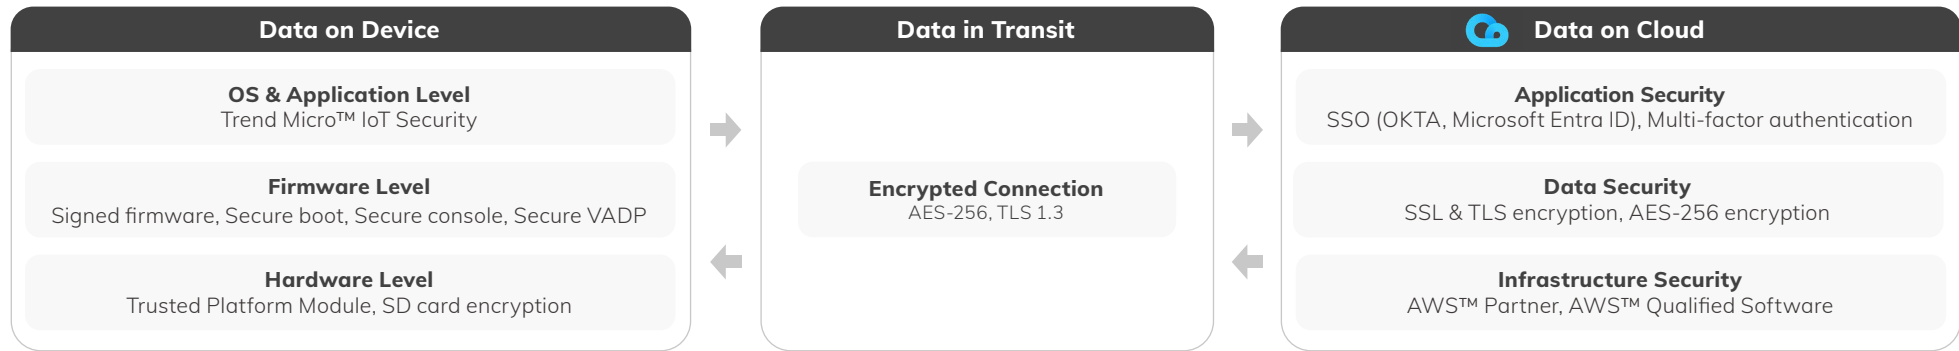 Data on Device
OS & Application Level
Trend Micro™ IoT Security
Firmware Level
Signed firmware, Secure boot, Secure console, Secure VADP
Hardware Level
Trusted Platform Module, SD card encryption
Data in Transit
Encrypted Connection
AES-256, TLS 1.3
Data on Cloud
Application Security
SSO (OKTA, Microsoft Entra ID), Multi-factor authentication
Data Security
SSL & TLS encryption, AES-256 encryption
Infrastructure Security
AWS™ Partner, AWS™ Qualified Software